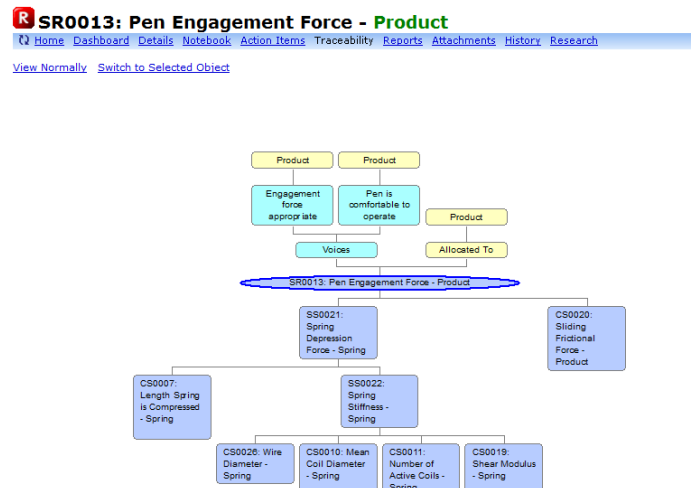 R SR0013: Pen Engagement Force - Product
Home Dashboard Details Notebook Action Items Traceability Reports Attachments History Research
View Normally Switch to Selected Object
Product
Product
Engagement
force
appropriate
Pen is
comfortable to
operate
Product
Voices
Allocated To
SR0013: Pen Engagement Force - Product
SS0021:
Spring
Depression
Force - Spring
CS0020:
Sliding
Frictional
Force -
Product
CS0007:
Length Spring
is Compressed
- Spring
SS0022:
Spring
Stiffness -
Spring
CS0026: Wire
Diameter -
Spring
CS0010: Mean
Coil Diameter
- Spring
CS0011:
Number of
Active Coils -
Spring
CS0019:
Shear Modulus
- Spring